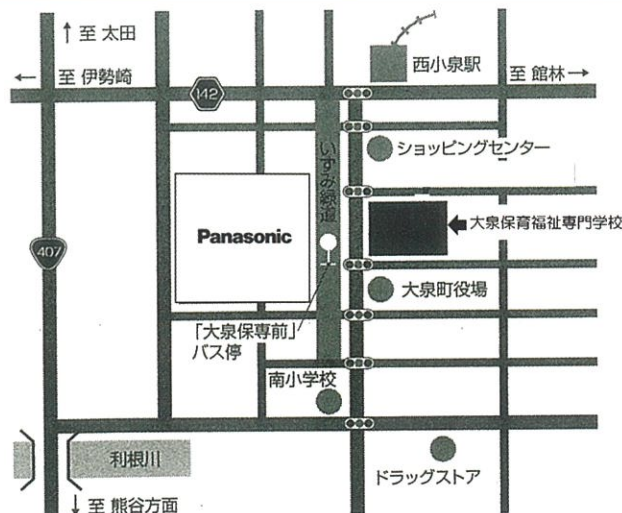 ↑至 太田
← 至 伊勢崎
142
西小泉駅
至 館林→
いずみ緑道
ショッピングセンター
Panasonic
大泉保育福祉専門学校
407
大泉町役場
「大泉保専前」
バス停
南小学校
利根川
ドラッグストア
↓至 熊谷方面